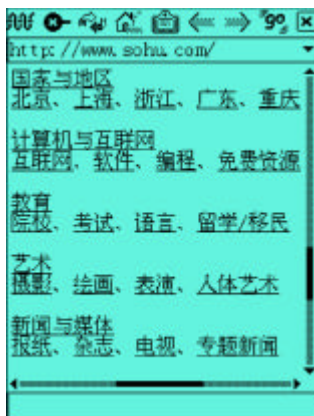 go
http://www.sohu.com/
国家与地区
北京、上海、浙江、广东、重庆
计算机与互联网
互联网、软件、编程、免费资源
教育
院校、考试、语言、留学/移民
艺术
摄影、绘画、表演、人体艺术
新闻与媒体
报纸、杂志、电视、专题新闻